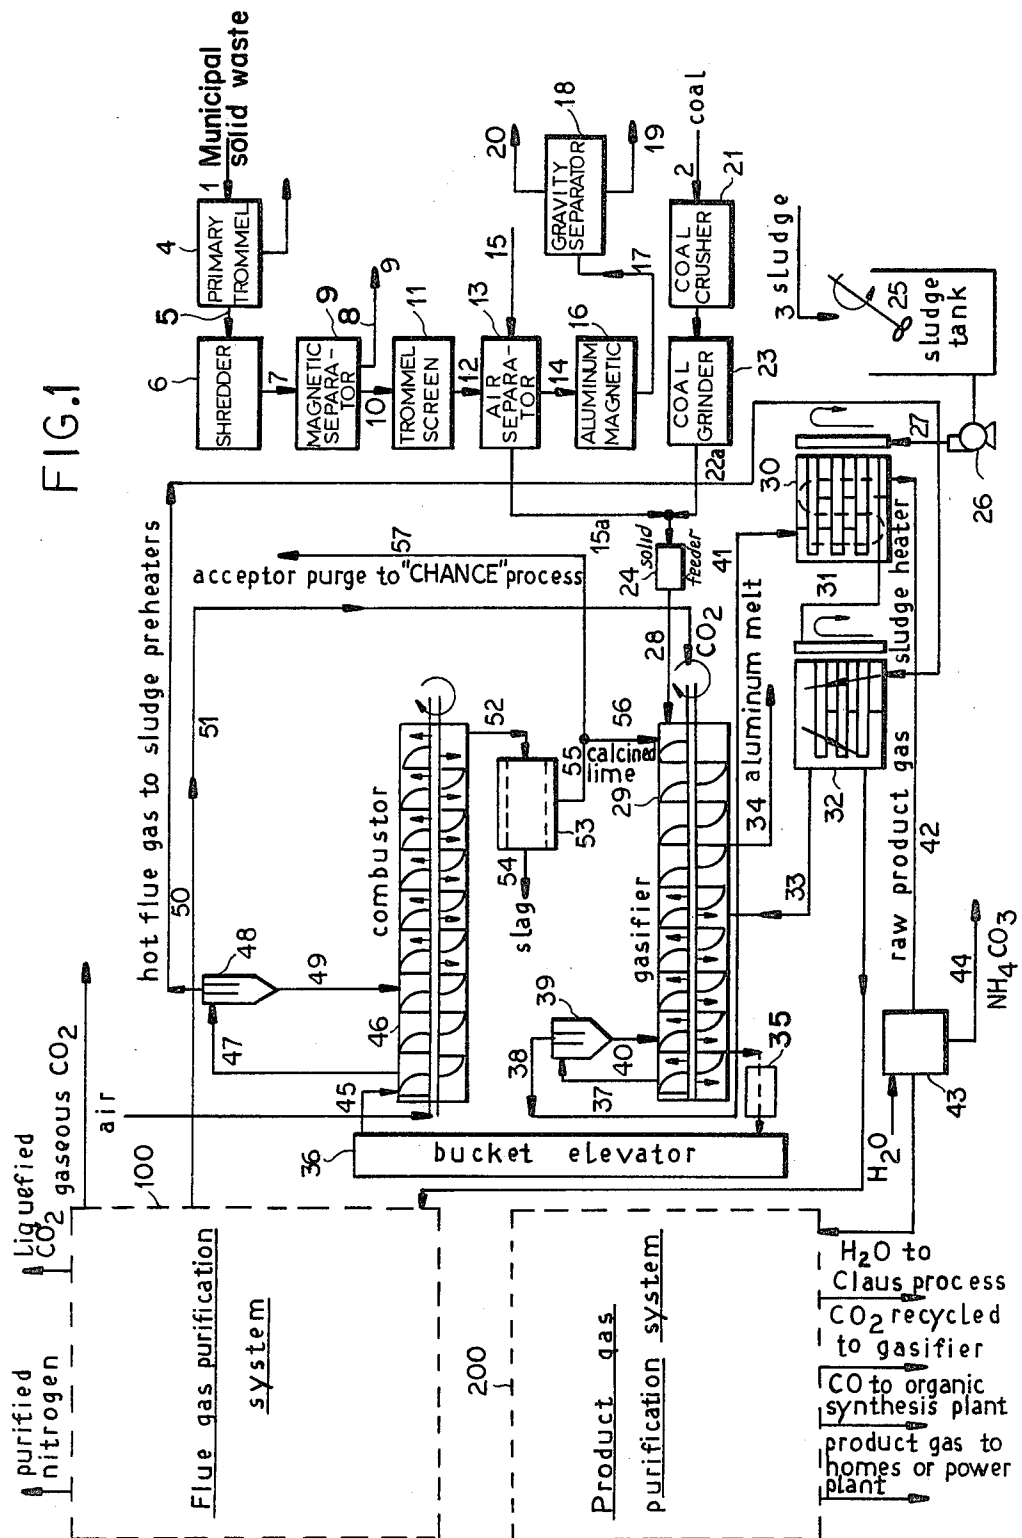 FIG.1
1 Municipal
solid waste
4
PRIMARY
TROMMEL
5
6
SHREDDER
7
MAGNETIC
SEPARA-
TOR
9
8
9
10
TROMMEL
SCREEN
11
12
AIR
SEPARA-
TOR
13
15
14
ALUMINUM
MAGNETIC
16
17
GRAVITY
SEPARATOR
18
19
20
2
coal
COAL
CRUSHER
21
COAL
GRINDER
23
22a
15a
3 sludge
25
sludge
tank
26
27
30
31
sludge heater
32
33
24
solid
feeder
28
CO2
41
34 aluminum melt
hot flue gas to sludge preheaters
50
51
acceptor purge to "CHANCE" process
57
combustor
52
53
54
slag
55
56
calcined
lime
29
gasifier
48
49
47
46
45
39
38
40
37
35
36
bucket elevator
air
raw product gas
42
43
44
NH4CO3
H2O
Liquefied
CO2
gaseous CO2
100
purified
nitrogen
Flue gas purification
system
200
Product gas
purification system
H2O to
Claus process
CO2 recycled
to gasifier
CO to organic
synthesis plant
product gas to
homes or power
plant